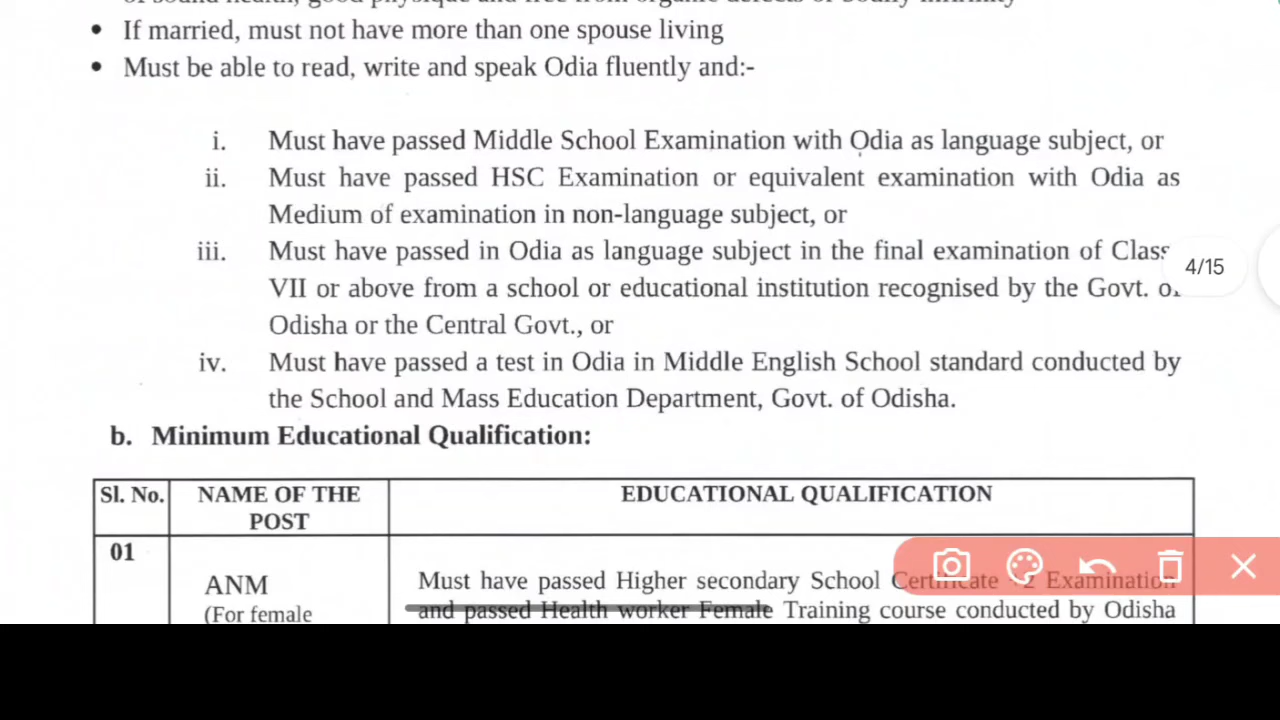 If married, must not have more than one spouse living
Must be able to read, write and speak Odia fluently and:-
i. Must have passed Middle School Examination with Odia as language subject, or
ii. Must have passed HSC Examination or equivalent examination with Odia as
Medium of examination in non-language subject, or
iii. Must have passed in Odia as language subject in the final examination of Class
VII or above from a school or educational institution recognised by the Govt. of
Odisha or the Central Govt., or
4/15
iv. Must have passed a test in Odia in Middle English School standard conducted by
the School and Mass Education Department, Govt. of Odisha.
b. Minimum Educational Qualification:
Sl. No. NAME OF THE POST EDUCATIONAL QUALIFICATION
01
ANM
(For female
Must have passed Higher secondary School Certificate +2 Examination
and passed Health worker Female Training course conducted by Odisha